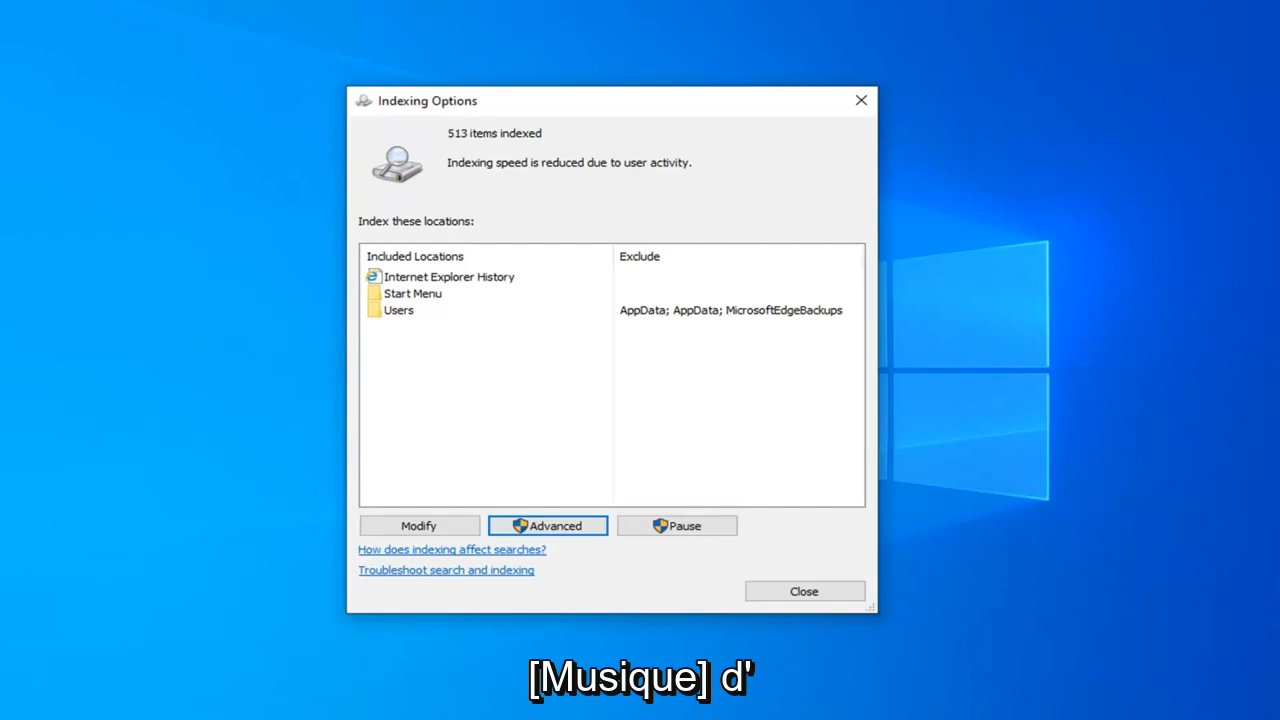 Indexing Options
513 items indexed
Indexing speed is reduced due to user activity.
Index these locations:
Included Locations Exclude
Internet Explorer History
Start Menu
Users AppData; AppData; MicrosoftEdgeBackups
Modify Advanced Pause
How does indexing affect searches?
Troubleshoot search and indexing
Close
[Musique] d'